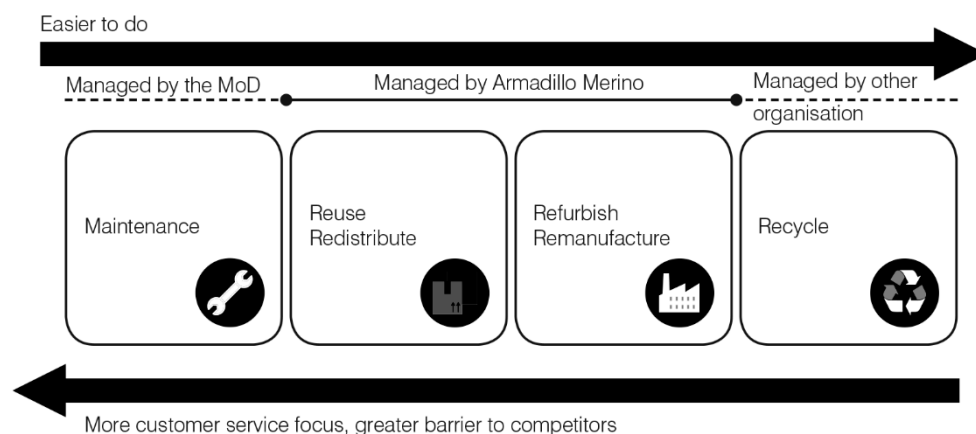 Easier to do
Managed by the MoD
Managed by Armadillo Merino
Managed by other
organisation
Maintenance
Reuse
Redistribute
Refurbish
Remanufacture
Recycle
More customer service focus, greater barrier to competitors